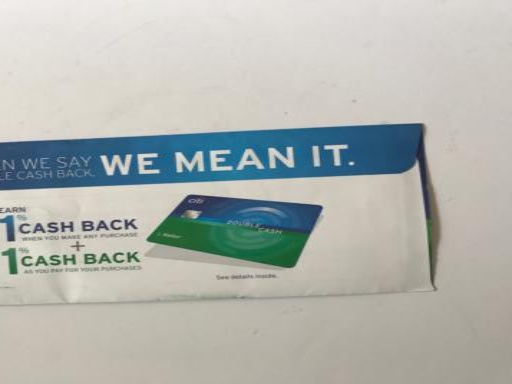 N WE SAY
LE CASH BACK,
WE MEAN IT.
EARN
1% CASH BACK
WHEN YOU MAKE ANY PURCHASE
+
1% CASH BACK
AS YOU PAY FOR YOUR PURCHASES
citi
DOUBLE
CASH
L. Walker
See details inside.